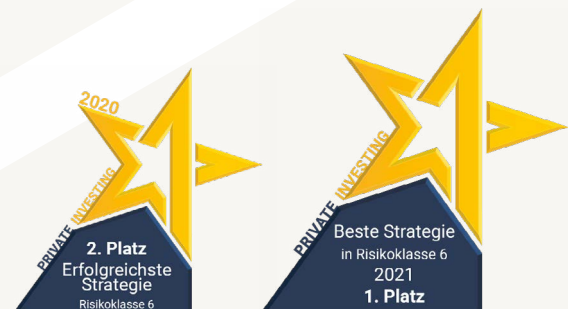 2020
PRIVATE INVESTING
2. Platz
Erfolgreichste
Strategie
Risikoklasse 6
PRIVATE INVESTING
Beste Strategie
in Risikoklasse 6
2021
1. Platz